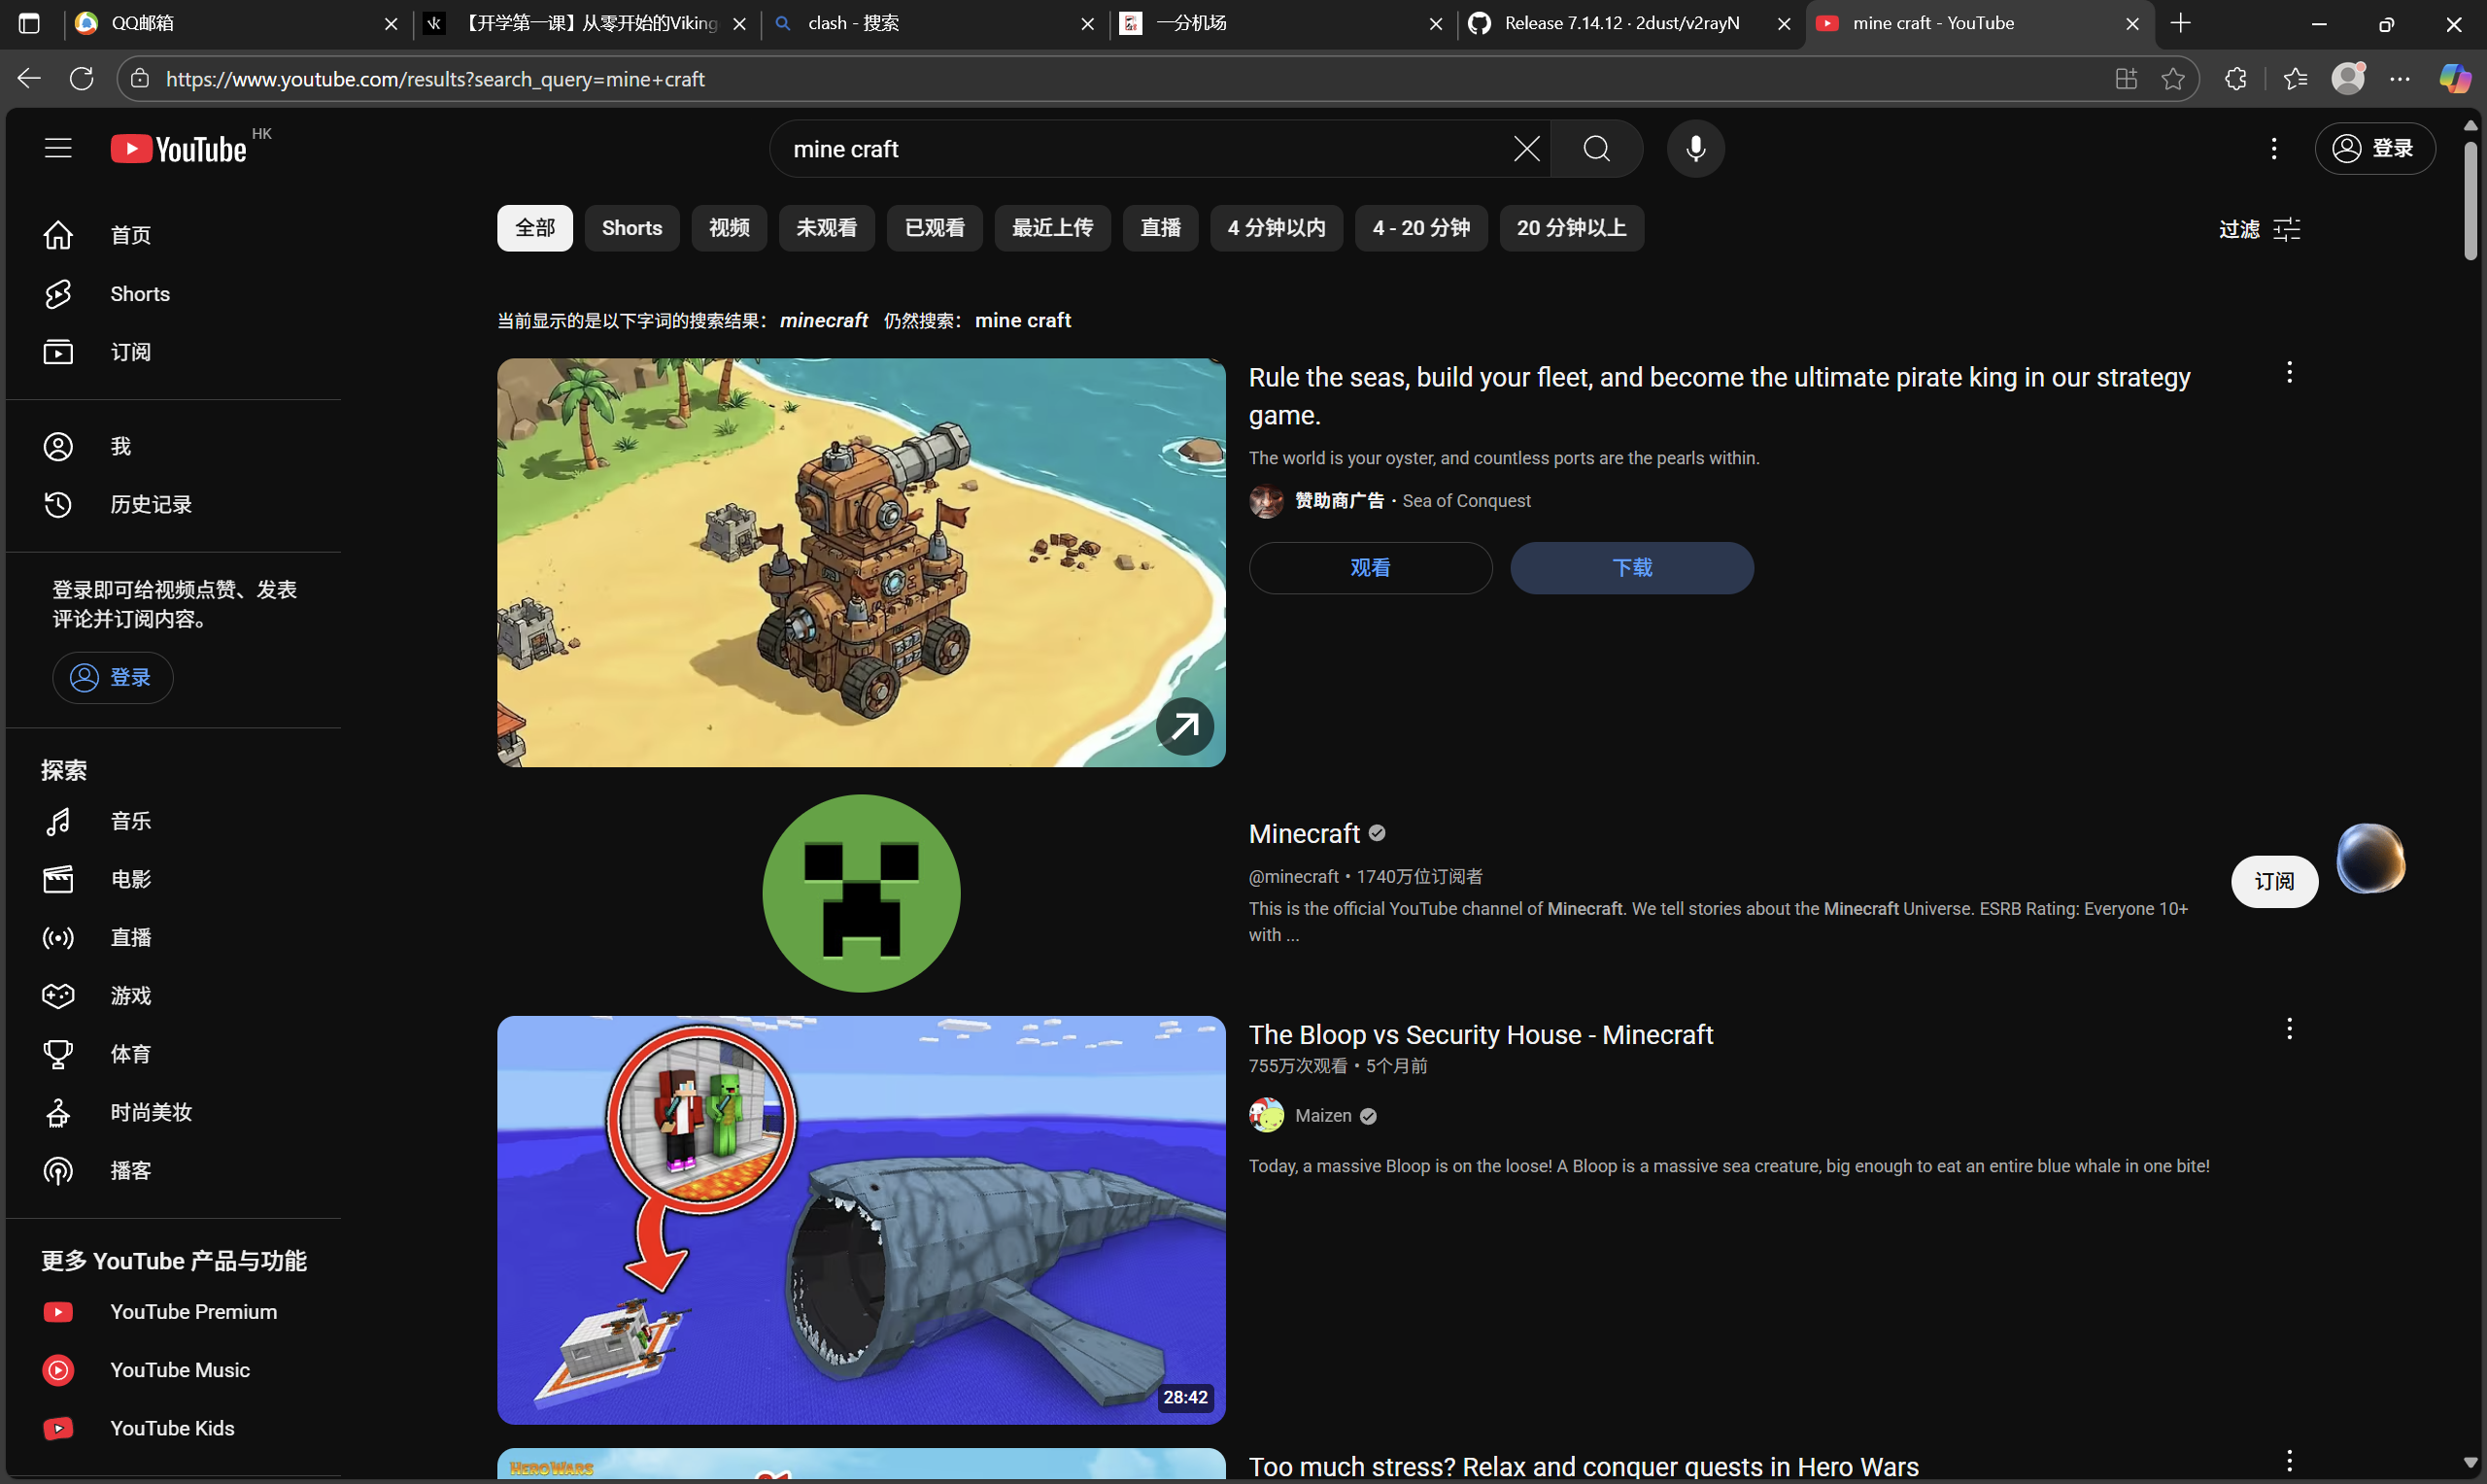 QQ邮箱
【开学第一课】从零开始的Viking
clash - 搜索
一分机场
Release 7.14.12 · 2dust/v2rayN
mine craft - YouTube
https://www.youtube.com/results?search_query=mine+craft
YouTube HK
mine craft
登录
首页
Shorts
订阅
我
历史记录
登录即可给视频点赞、发表
评论并订阅内容。
登录
探索
音乐
电影
直播
游戏
体育
时尚美妆
播客
更多 YouTube 产品与功能
YouTube Premium
YouTube Music
YouTube Kids
全部
Shorts
视频
未观看
已观看
最近上传
直播
4 分钟以内
4 - 20 分钟
20 分钟以上
过滤
当前显示的是以下字词的搜索结果： minecraft 仍然搜索： mine craft
Rule the seas, build your fleet, and become the ultimate pirate king in our strategy
game.
The world is your oyster, and countless ports are the pearls within.
赞助商广告 · Sea of Conquest
观看
下载
Minecraft
@minecraft • 1740万位订阅者
This is the official YouTube channel of Minecraft. We tell stories about the Minecraft Universe. ESRB Rating: Everyone 10+
with ...
订阅
The Bloop vs Security House - Minecraft
755万次观看 • 5个月前
Maizen
Today, a massive Bloop is on the loose! A Bloop is a massive sea creature, big enough to eat an entire blue whale in one bite!
28:42
HERO WARS
Too much stress? Relax and conquer quests in Hero Wars